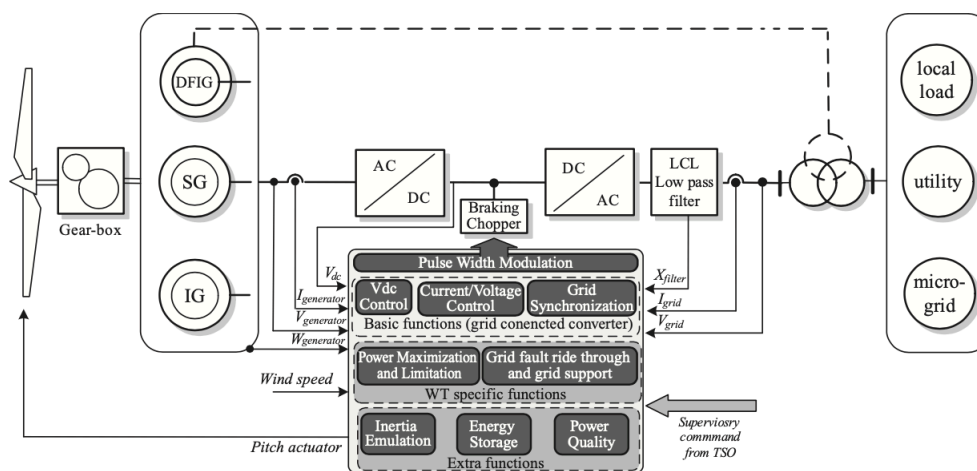 DFIG
SG
IG
Gear-box
AC
DC
DC
AC
LCL
Low pass
filter
Braking
Chopper
local
load
utility
micro-
grid
Pulse Width Modulation
Vdc
Control
Current/Voltage
Control
Grid
Synchronization
Basic functions (grid conencted converter)
Power Maximization
and Limitation
Grid fault ride through
and grid support
WT specific functions
Inertia
Emulation
Energy
Storage
Power
Quality
Extra functions
Vdc
Igenerator
Vgenerator
Wgenerator
Wind speed
Pitch actuator
Xfilter
Igrid
Vgrid
Superviosry
commmand
from TSO